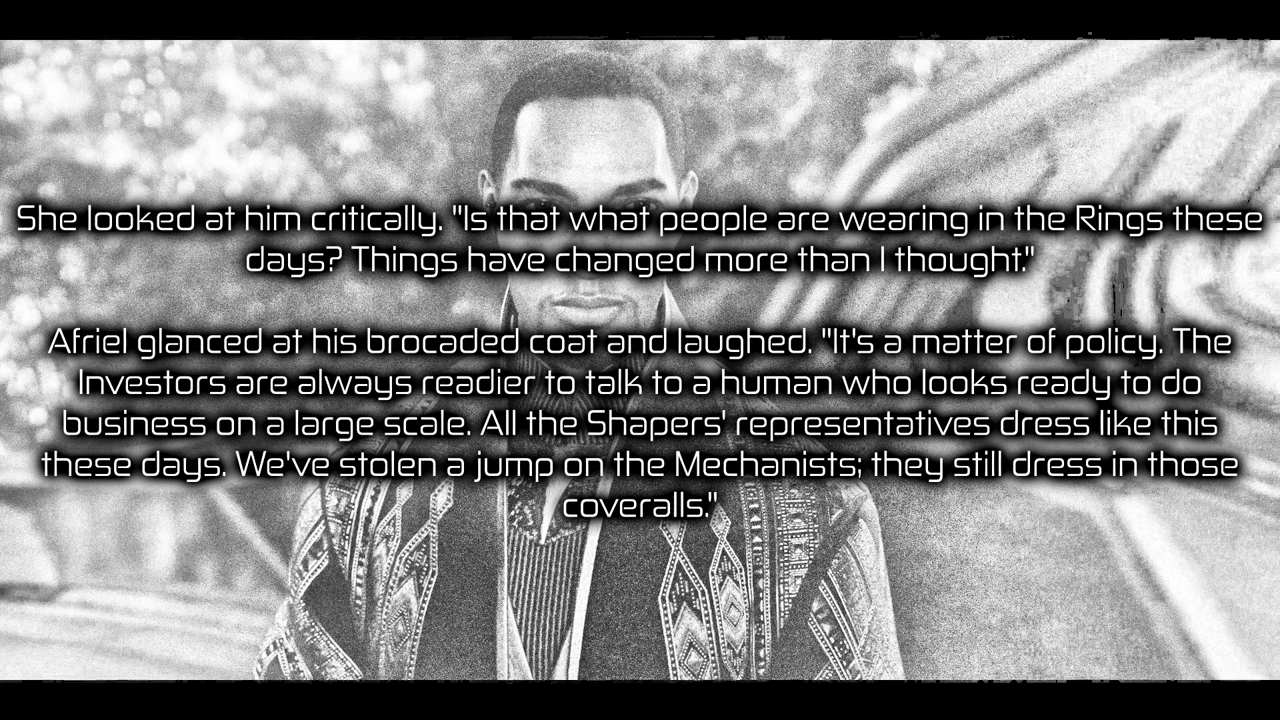 She looked at him critically. "Is that what people are wearing in the Rings these
days? Things have changed more than I thought."
Afriel glanced at his brocaded coat and laughed. "It's a matter of policy. The
Investors are always readier to talk to a human who looks ready to do
business on a large scale. All the Shapers' representatives dress like this
these days. We've stolen a jump on the Mechanists; they still dress in those
coveralls."